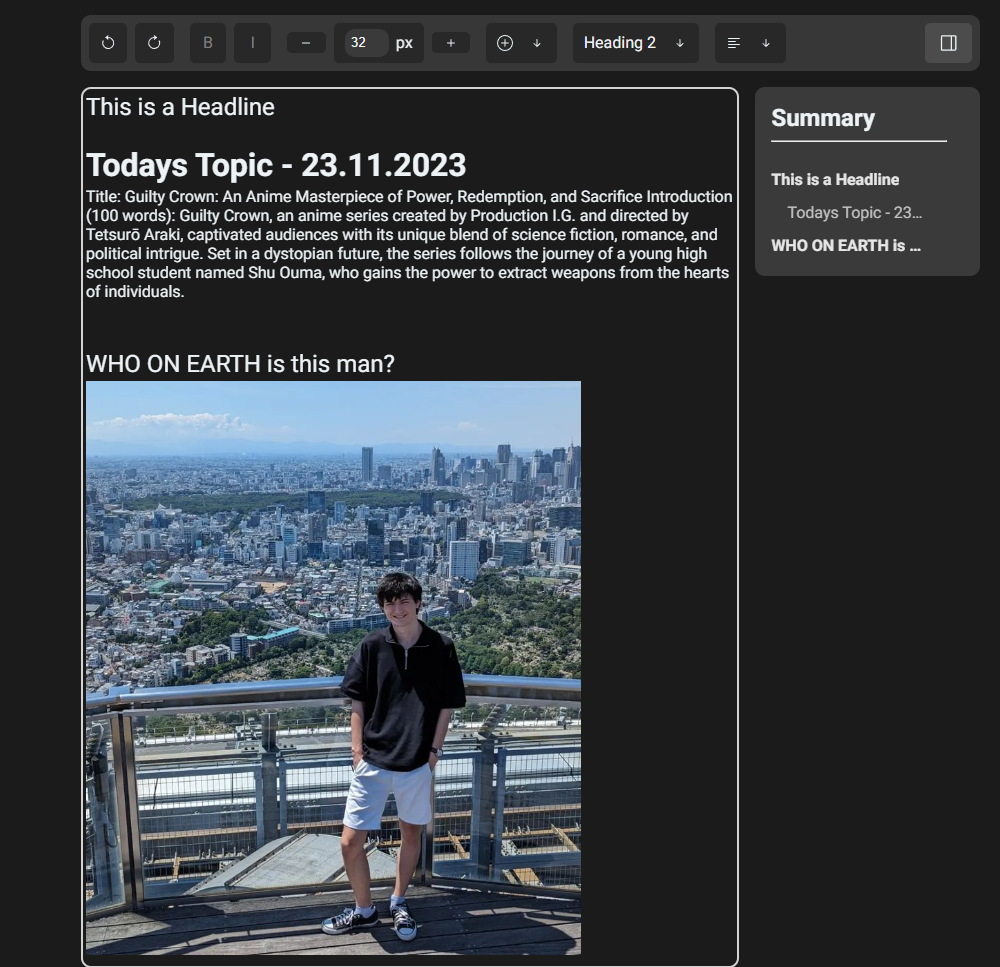 B I − 32 px + Heading 2
This is a Headline
Todays Topic - 23.11.2023
Title: Guilty Crown: An Anime Masterpiece of Power, Redemption, and Sacrifice Introduction
(100 words): Guilty Crown, an anime series created by Production I.G. and directed by
Tetsurō Araki, captivated audiences with its unique blend of science fiction, romance, and
political intrigue. Set in a dystopian future, the series follows the journey of a young high
school student named Shu Ouma, who gains the power to extract weapons from the hearts
of individuals.
WHO ON EARTH is this man?
Summary
This is a Headline
Todays Topic - 23...
WHO ON EARTH is ...